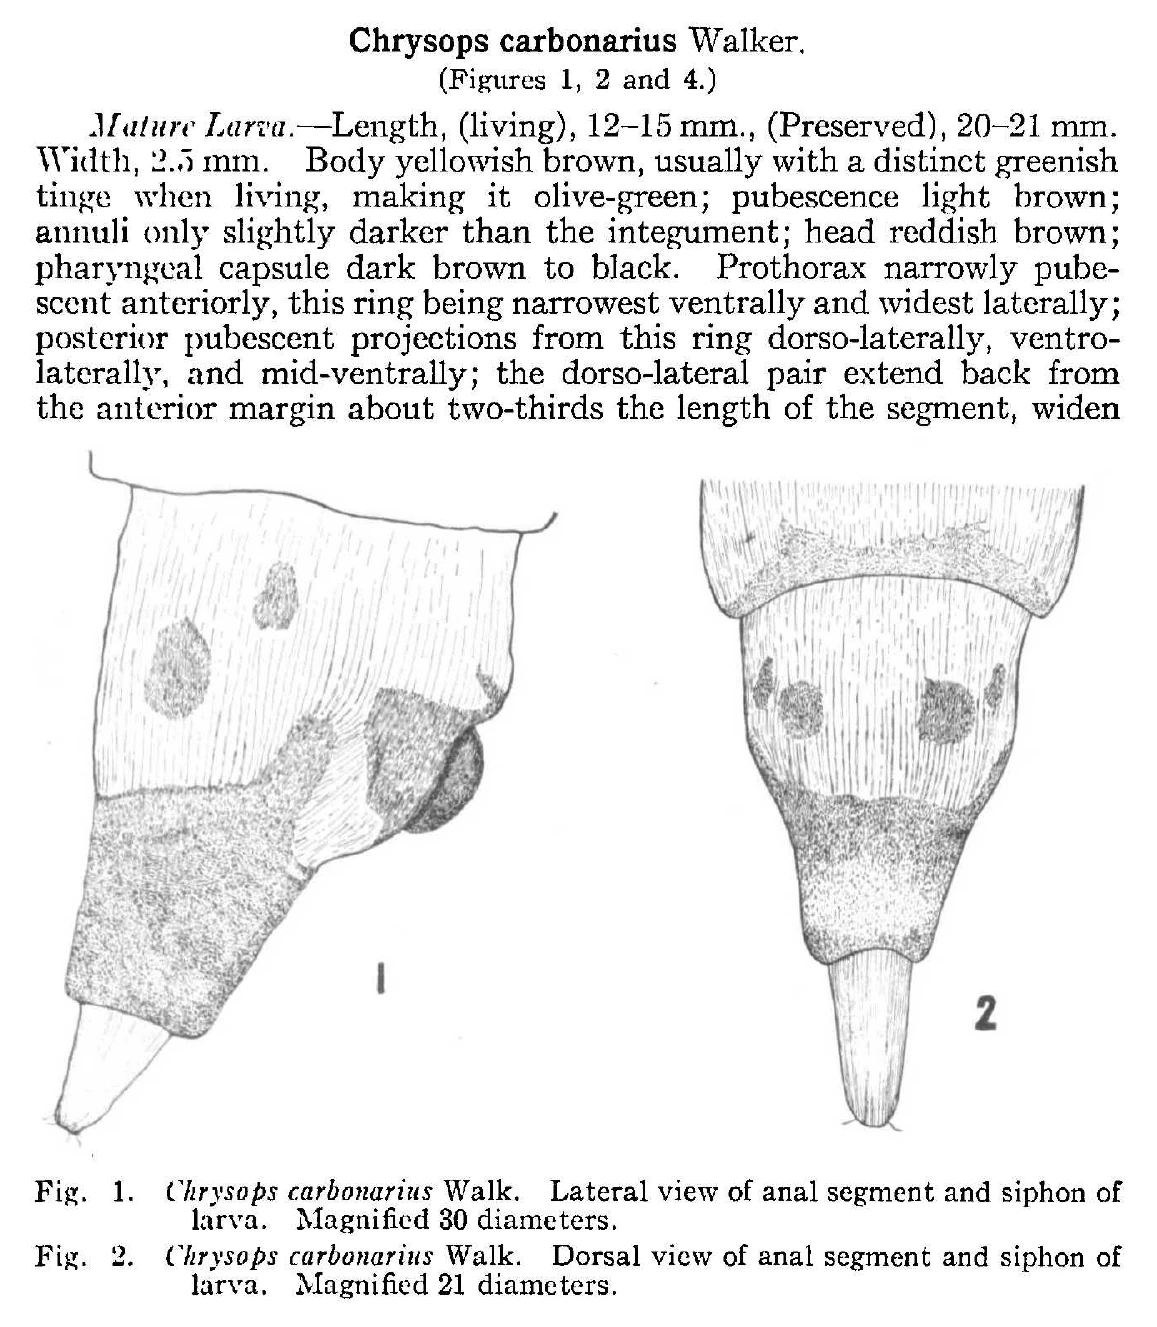 Chrysops carbonarius Walker.
(Figures 1, 2 and 4.)
Mature Larva.—Length, (living), 12–15 mm., (Preserved), 20–21 mm.
Width, 2.5 mm. Body yellowish brown, usually with a distinct greenish
tinge when living, making it olive-green; pubescence light brown;
annuli only slightly darker than the integument; head reddish brown;
pharyngeal capsule dark brown to black. Prothorax narrowly pube-
scent anteriorly, this ring being narrowest ventrally and widest laterally;
posterior pubescent projections from this ring dorso-laterally, ventro-
laterally, and mid-ventrally; the dorso-lateral pair extend back from
the anterior margin about two-thirds the length of the segment, widen
1
2
Fig. 1. Chrysops carbonarius Walk. Lateral view of anal segment and siphon of
larva. Magnified 30 diameters.
Fig. 2. Chrysops carbonarius Walk. Dorsal view of anal segment and siphon of
larva. Magnified 21 diameters.